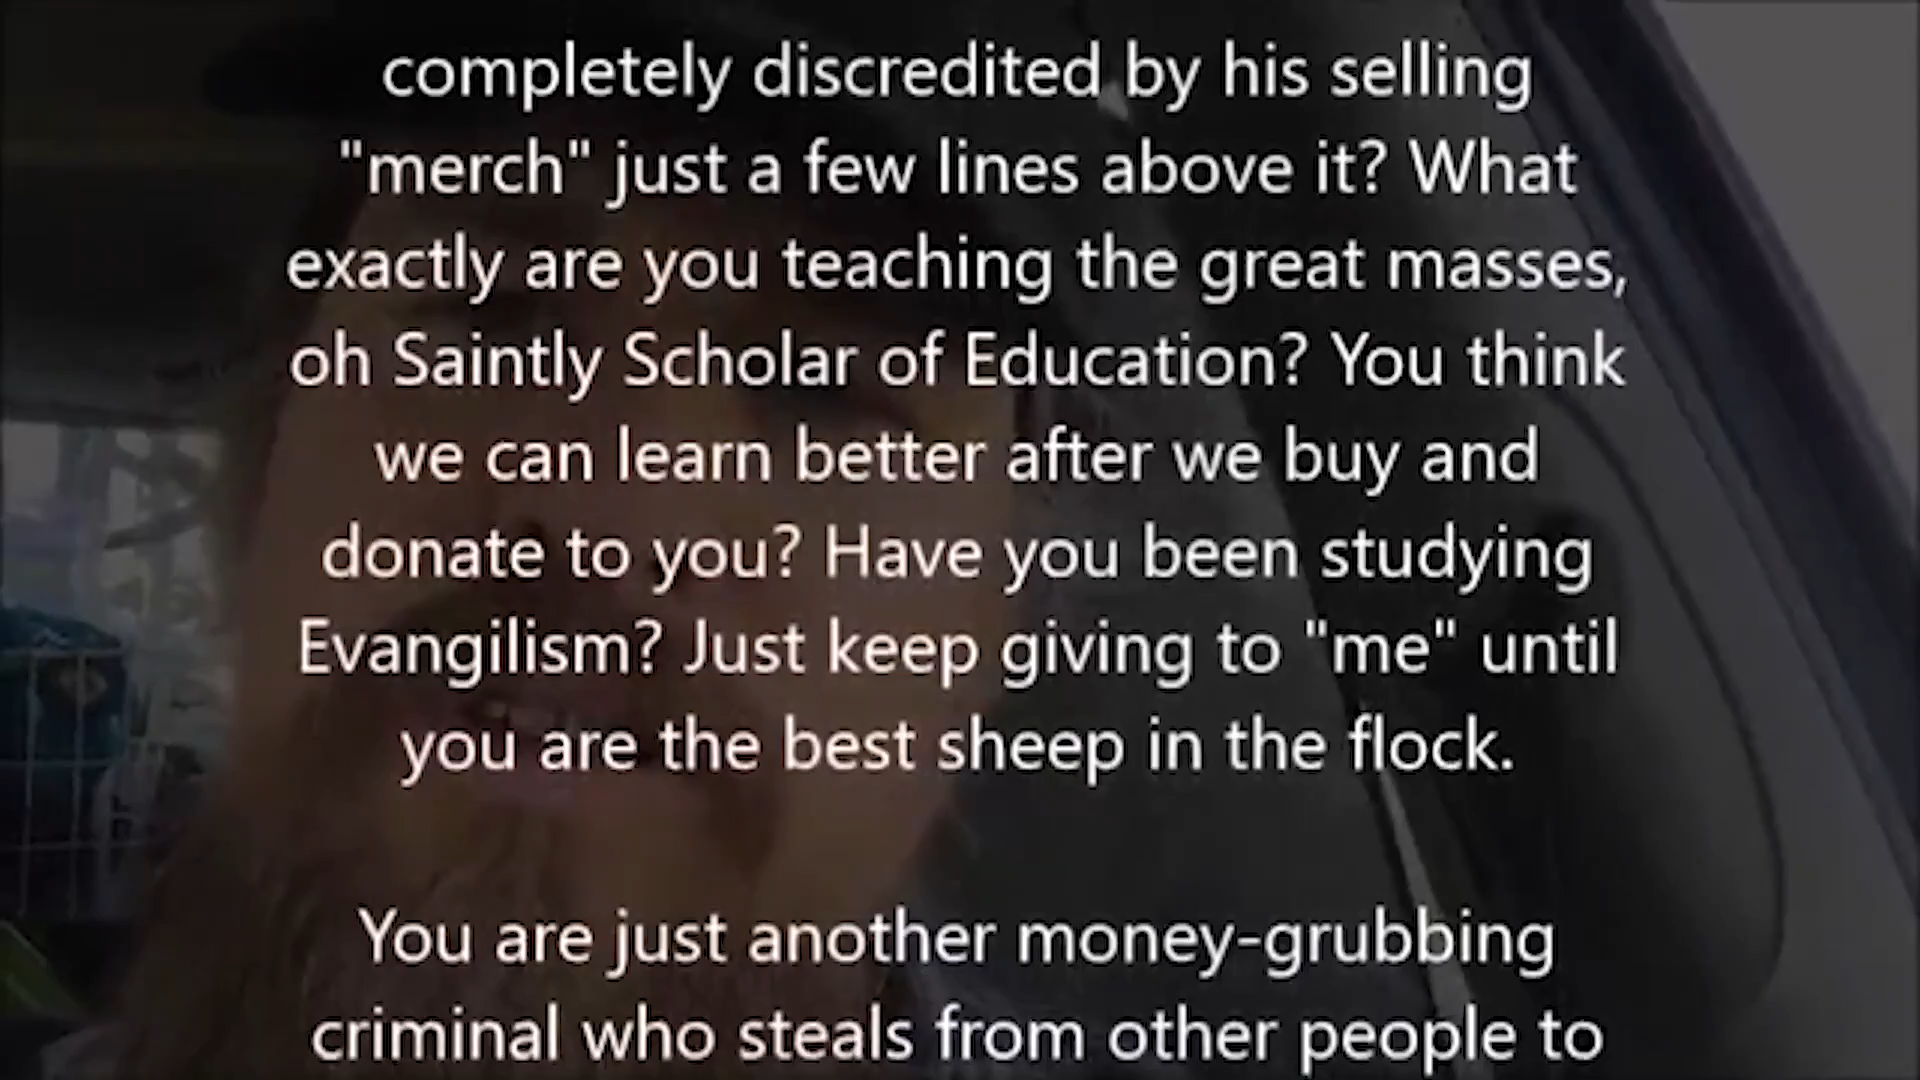 completely discredited by his selling
"merch" just a few lines above it? What
exactly are you teaching the great masses,
oh Saintly Scholar of Education? You think
we can learn better after we buy and
donate to you? Have you been studying
Evangilism? Just keep giving to "me" until
you are the best sheep in the flock.
You are just another money-grubbing
criminal who steals from other people to